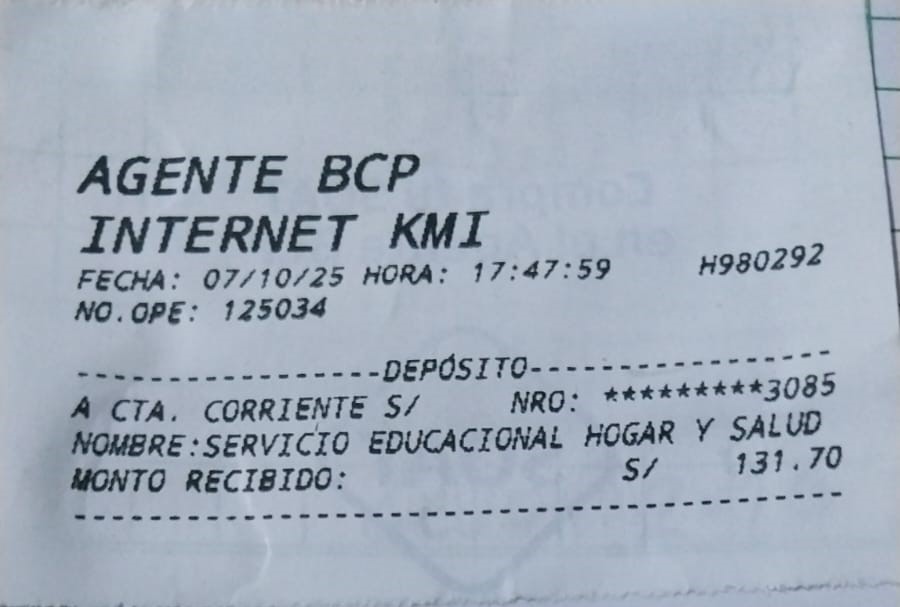 AGENTE BCP
INTERNET KMI
FECHA: 07/10/25 HORA: 17:47:59 H980292
NO.OPE: 125034
-----------------DEPÓSITO-----------------
A CTA. CORRIENTE S/ NRO: *********3085
NOMBRE:SERVICIO EDUCACIONAL HOGAR Y SALUD
MONTO RECIBIDO: S/ 131.70
------------------------------------------